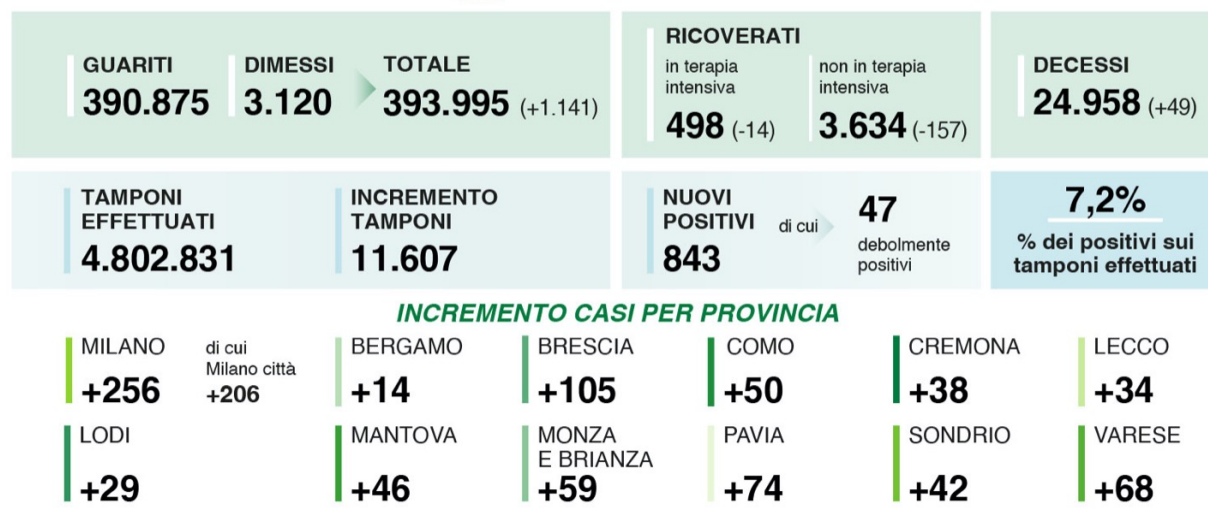 GUARITI
390.875
DIMESSI
3.120
TOTALE
393.995 (+1.141)
RICOVERATI
in terapia
intensiva
498 (-14)
non in terapia
intensiva
3.634 (-157)
DECESSI
24.958 (+49)
TAMPONI
EFFETTUATI
4.802.831
INCREMENTO
TAMPONI
11.607
NUOVI
POSITIVI
843
di cui
47
debolmente
positivi
7,2%
% dei positivi sui
tamponi effettuati
INCREMENTO CASI PER PROVINCIA
MILANO
+256
di cui
Milano città
+206
BERGAMO
+14
BRESCIA
+105
COMO
+50
CREMONA
+38
LECCO
+34
LODI
+29
MANTOVA
+46
MONZA
E BRIANZA
+59
PAVIA
+74
SONDRIO
+42
VARESE
+68